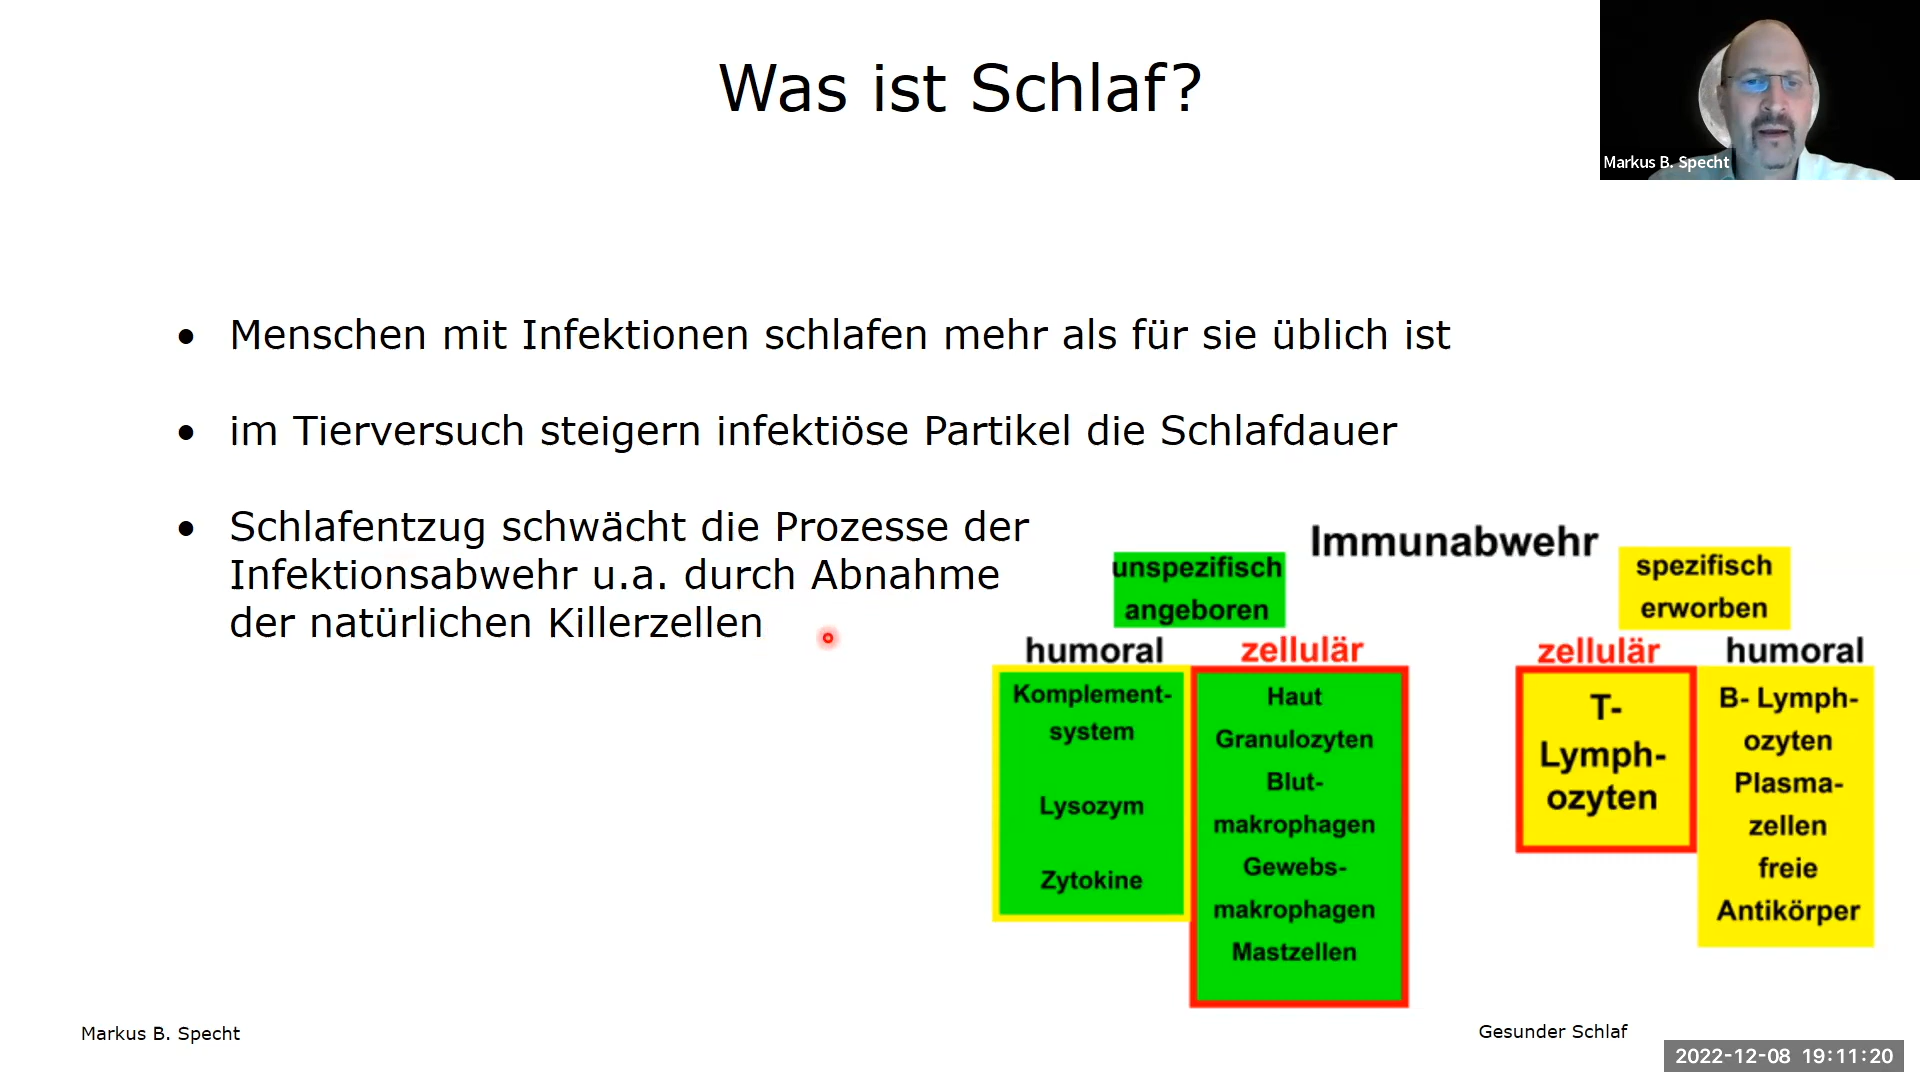 Was ist Schlaf?
Markus B. Specht
• Menschen mit Infektionen schlafen mehr als für sie üblich ist
• im Tierversuch steigern infektiöse Partikel die Schlafdauer
• Schlafentzug schwächt die Prozesse der
Infektionsabwehr u.a. durch Abnahme
der natürlichen Killerzellen
Immunabwehr
unspezifisch
angeboren
humoral
Komplement-
system
Lysozym
Zytokine
zellulär
Haut
Granulozyten
Blut-
makrophagen
Gewebs-
makrophagen
Mastzellen
spezifisch
erworben
zellulär
T-
Lymph-
ozyten
humoral
B- Lymph-
ozyten
Plasma-
zellen
freie
Antikörper
Markus B. Specht
Gesunder Schlaf
2022-12-08 19:11:20